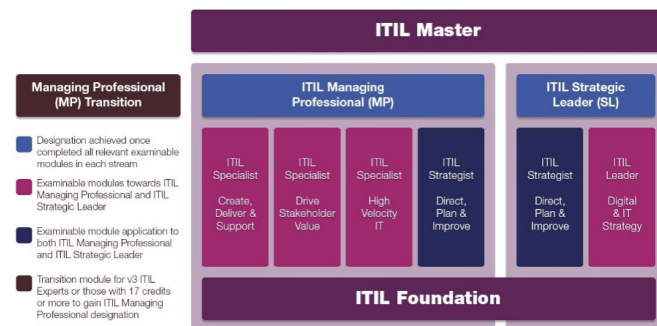 ITIL Master
Managing Professional
(MP) Transition
ITIL Managing
Professional (MP)
ITIL Strategic
Leader (SL)
Designation achieved once
completed all relevant examinable
modules in each stream
Examinable modules towards ITIL
Managing Professional and ITIL
Strategic Leader
Examinable module application to
both ITIL Managing Professional
and ITIL Strategic Leader
Transition module for v3 ITIL
Experts or those with 17 credits
or more to gain ITIL Managing
Professional designation
ITIL
Specialist
Create,
Deliver &
Support
ITIL
Specialist
Drive
Stakeholder
Value
ITIL
Specialist
High
Velocity
IT
ITIL
Strategist
Direct,
Plan &
Improve
ITIL
Strategist
Direct,
Plan &
Improve
ITIL
Leader
Digital
& IT
Strategy
ITIL Foundation